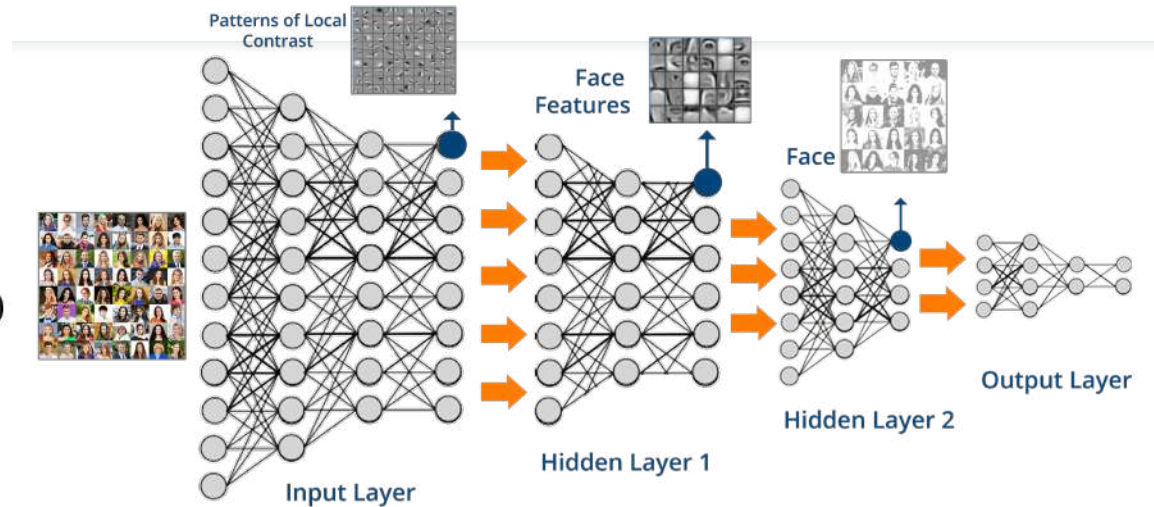 Patterns of Local
Contrast
Face
Features
Face
Output Layer
Hidden Layer 2
Hidden Layer 1
Input Layer